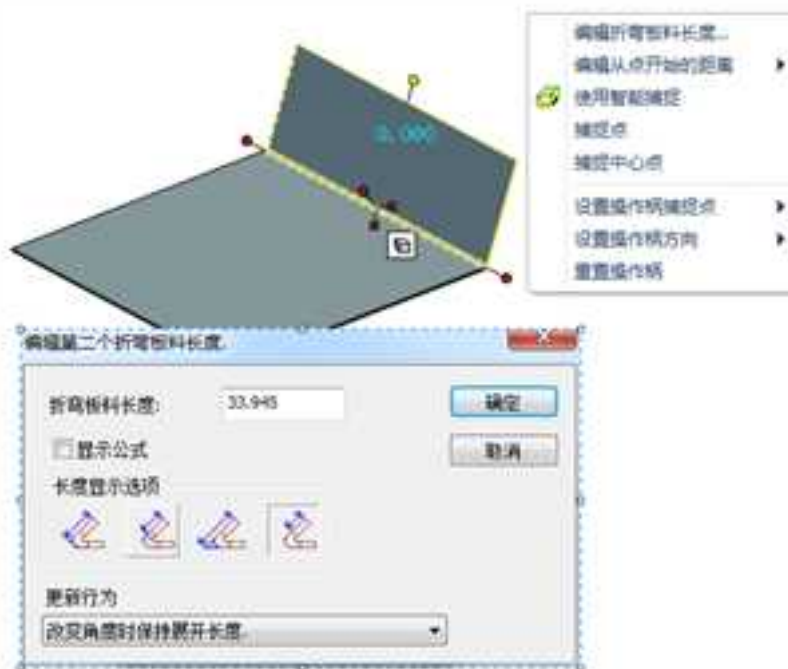 编辑折弯板料长度...
编辑从点开始的距离
使用智能捕捉
捕捉点
捕捉中心点
设置操作柄捕捉点
设置操作柄方向
重置操作柄
0.000
编辑第二个折弯板料长度.
折弯板料长度:
33.945
确定
显示公式
取消
长度显示选项
更新行为
改变角度时保持展开长度.